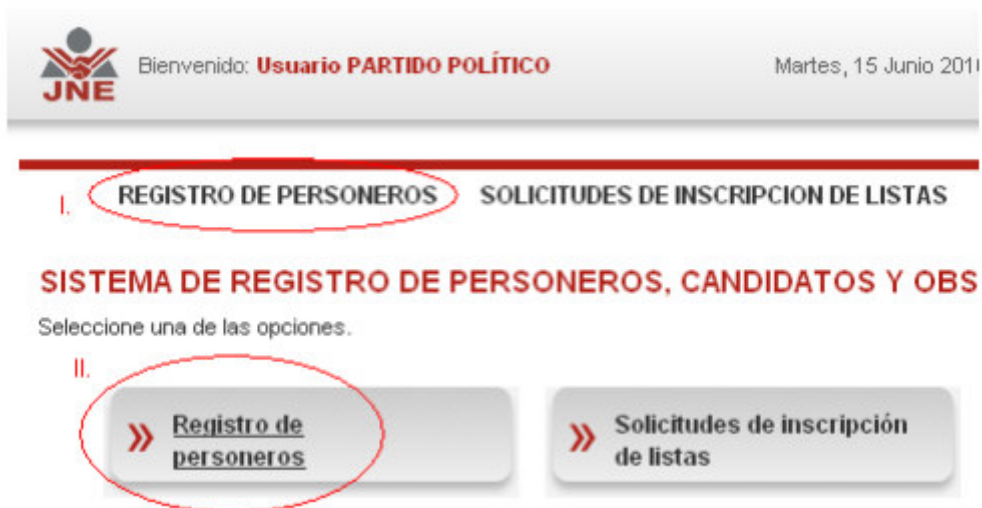 Bienvenido: Usuario PARTIDO POLÍTICO Martes, 15 Junio 201
JNE
I. REGISTRO DE PERSONEROS SOLICITUDES DE INSCRIPCION DE LISTAS
SISTEMA DE REGISTRO DE PERSONEROS, CANDIDATOS Y OBS
Seleccione una de las opciones.
II.
» Registro de
personeros
» Solicitudes de inscripción
de listas